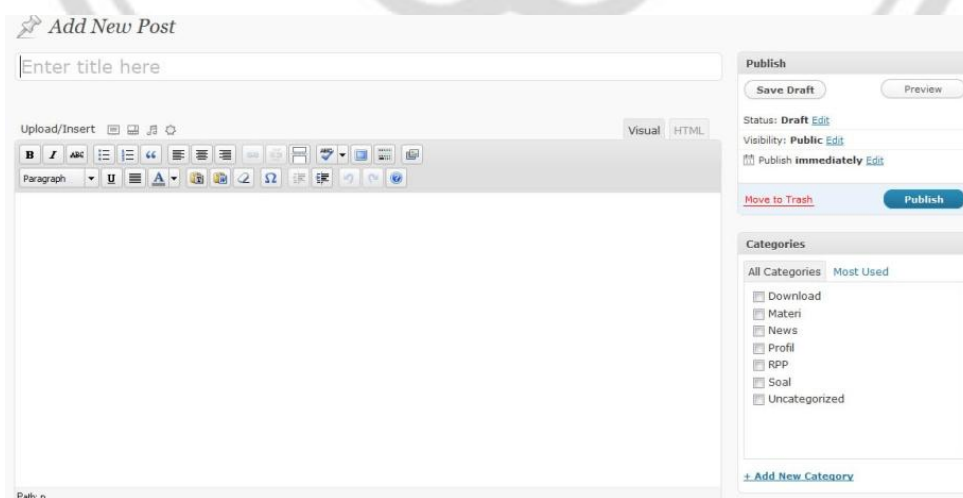 Add New Post
Enter title here
Upload/Insert
Visual HTML
B I ABC
Paragraph U A Ω
Path: p
Publish
Save Draft Preview
Status: Draft Edit
Visibility: Public Edit
Publish immediately Edit
Move to Trash Publish
Categories
All Categories Most Used
Download
Materi
News
Profil
RPP
Soal
Uncategorized
+ Add New Category